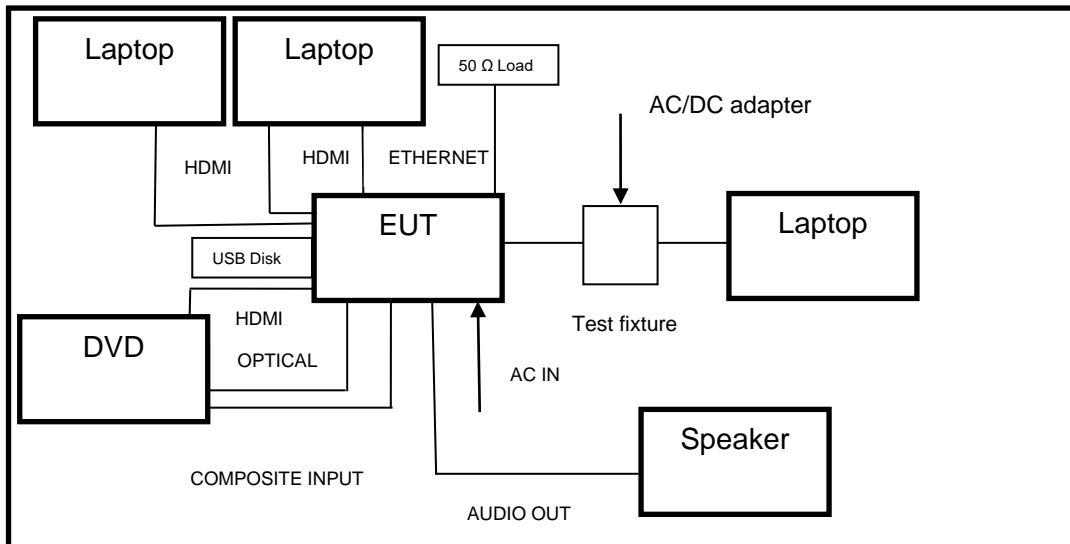 Laptop
Laptop
50 Ω Load
AC/DC adapter
HDMI
HDMI
ETHERNET
EUT
Laptop
USB Disk
HDMI
Test fixture
DVD
OPTICAL
AC IN
Speaker
COMPOSITE INPUT
AUDIO OUT